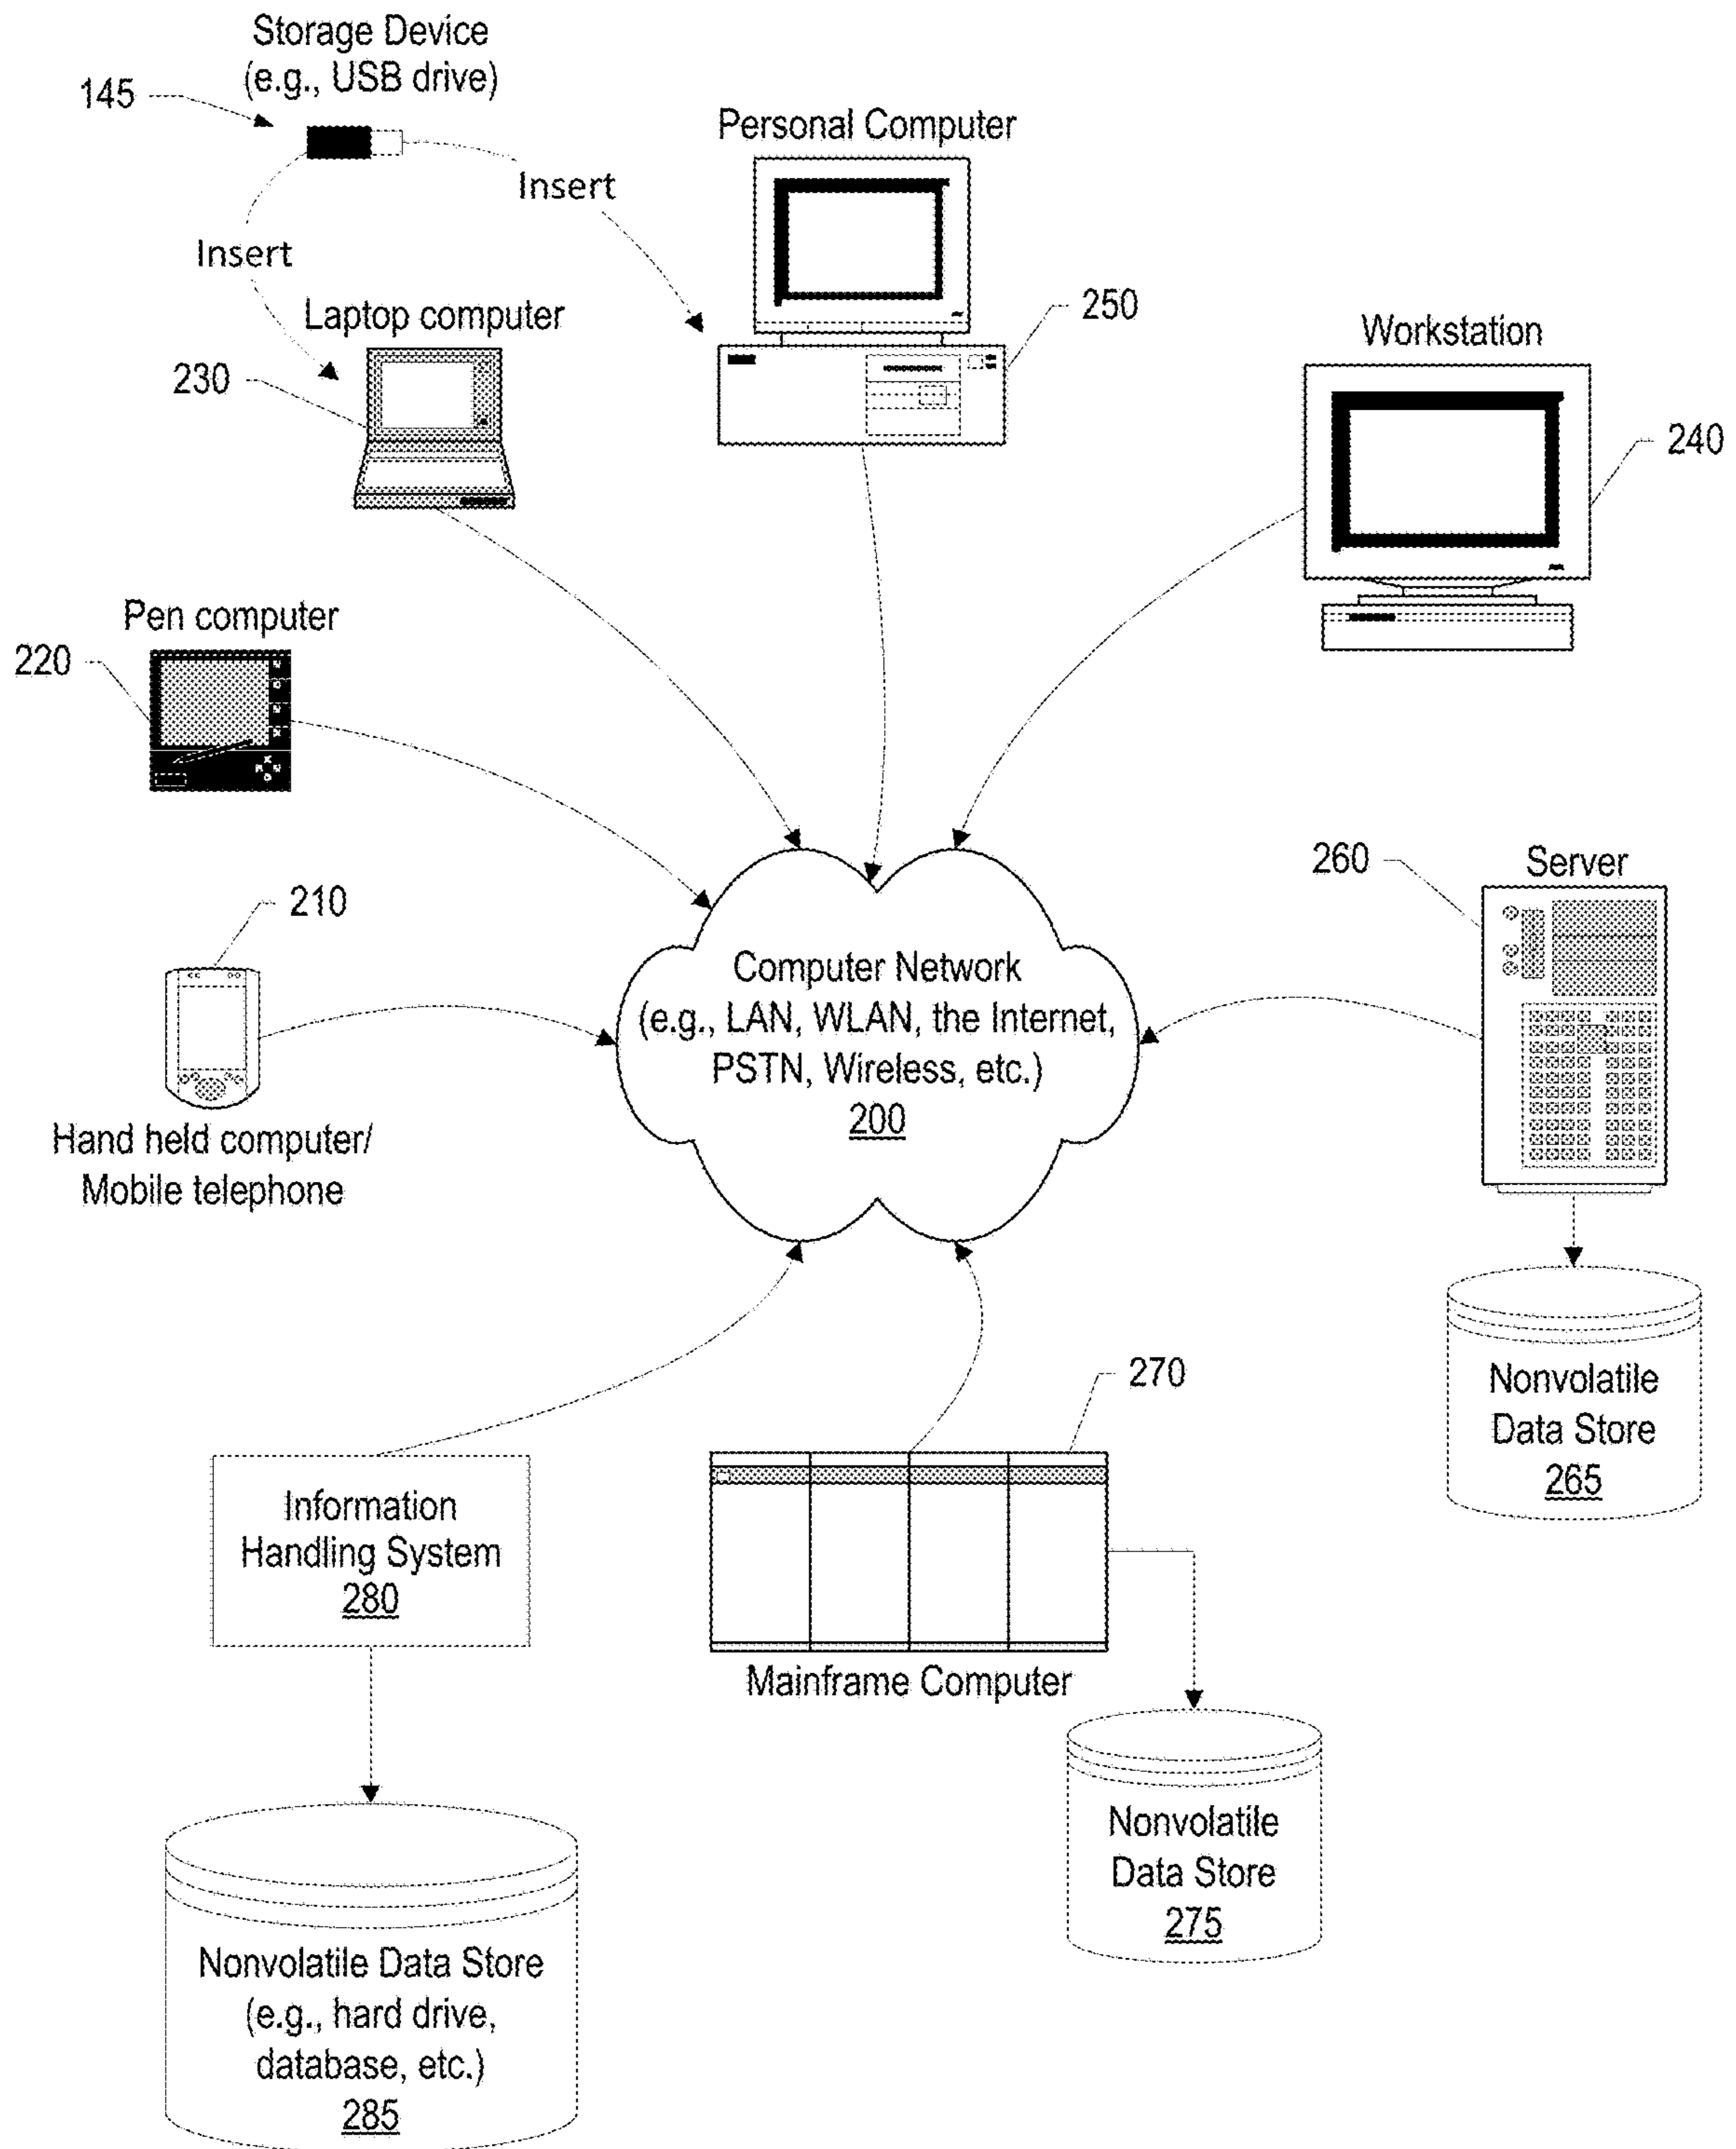 Storage Device
(e.g., USB drive)
145
Personal Computer
Insert
Insert
250
Laptop computer
230
Workstation
240
Pen computer
220
260
Server
210
Computer Network
(e.g., LAN, WLAN, the Internet,
PSTN, Wireless, etc.)
200
Hand held computer/
Mobile telephone
270
Nonvolatile
Data Store
265
Information
Handling System
280
Mainframe Computer
Nonvolatile
Data Store
275
Nonvolatile Data Store
(e.g., hard drive,
database, etc.)
285